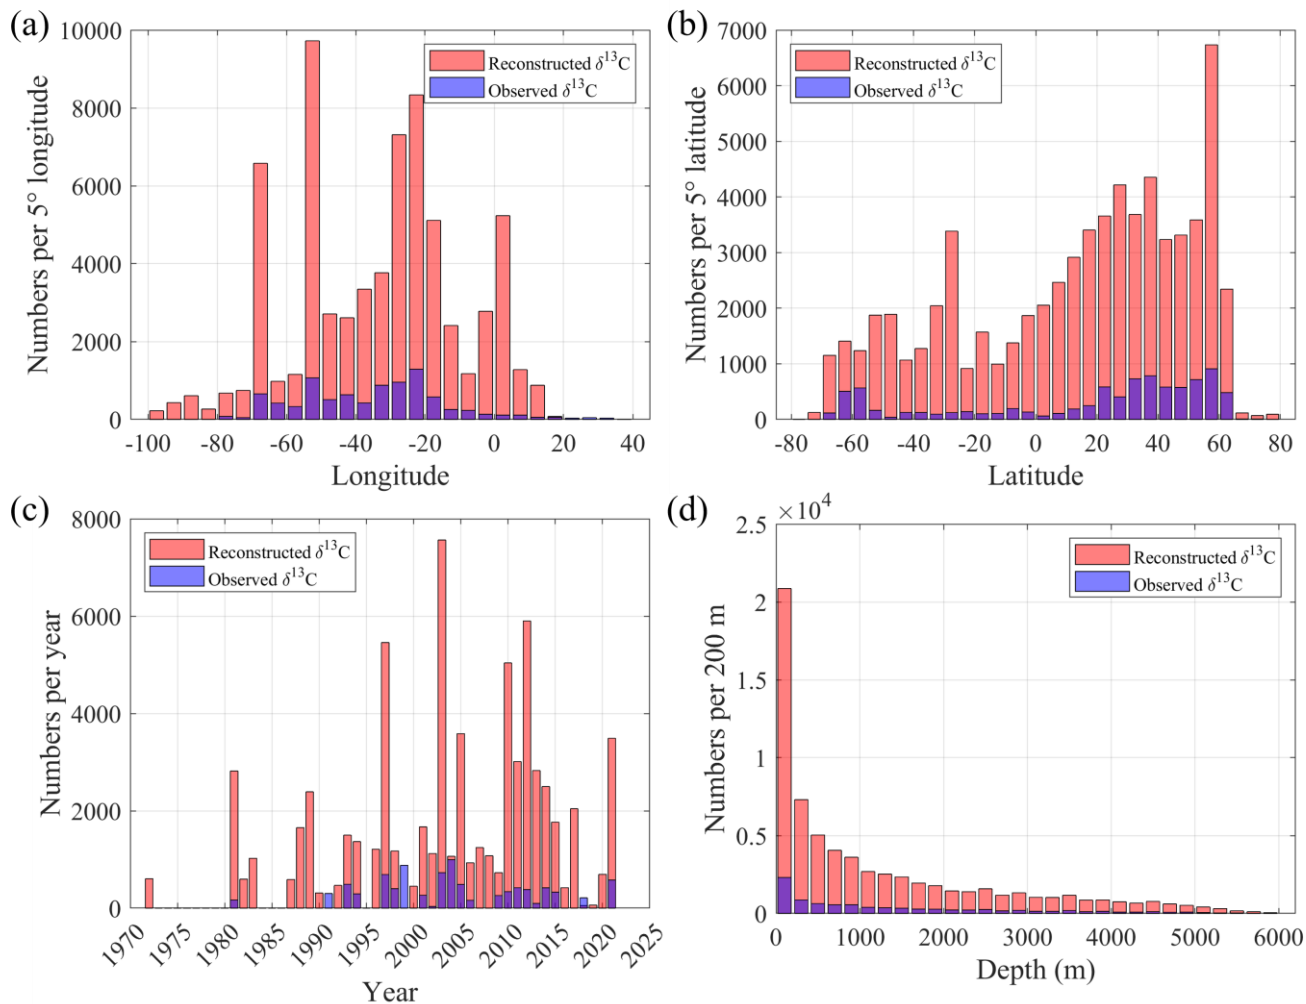 (a)
10000
8000
6000
4000
2000
0
Numbers per 5° longitude
Reconstructed δ¹³C
Observed δ¹³C
-100 -80 -60 -40 -20 0 20 40
Longitude
(b)
7000
6000
5000
4000
3000
2000
1000
0
Numbers per 5° latitude
Reconstructed δ¹³C
Observed δ¹³C
-80 -60 -40 -20 0 20 40 60 80
Latitude
(c)
8000
6000
4000
2000
0
Numbers per year
Reconstructed δ¹³C
Observed δ¹³C
1970 1975 1980 1985 1990 1995 2000 2005 2010 2015 2020 2025
Year
(d)
×10⁴
2.5
2
1.5
1
0.5
0
Numbers per 200 m
Reconstructed δ¹³C
Observed δ¹³C
0 1000 2000 3000 4000 5000 6000
Depth (m)